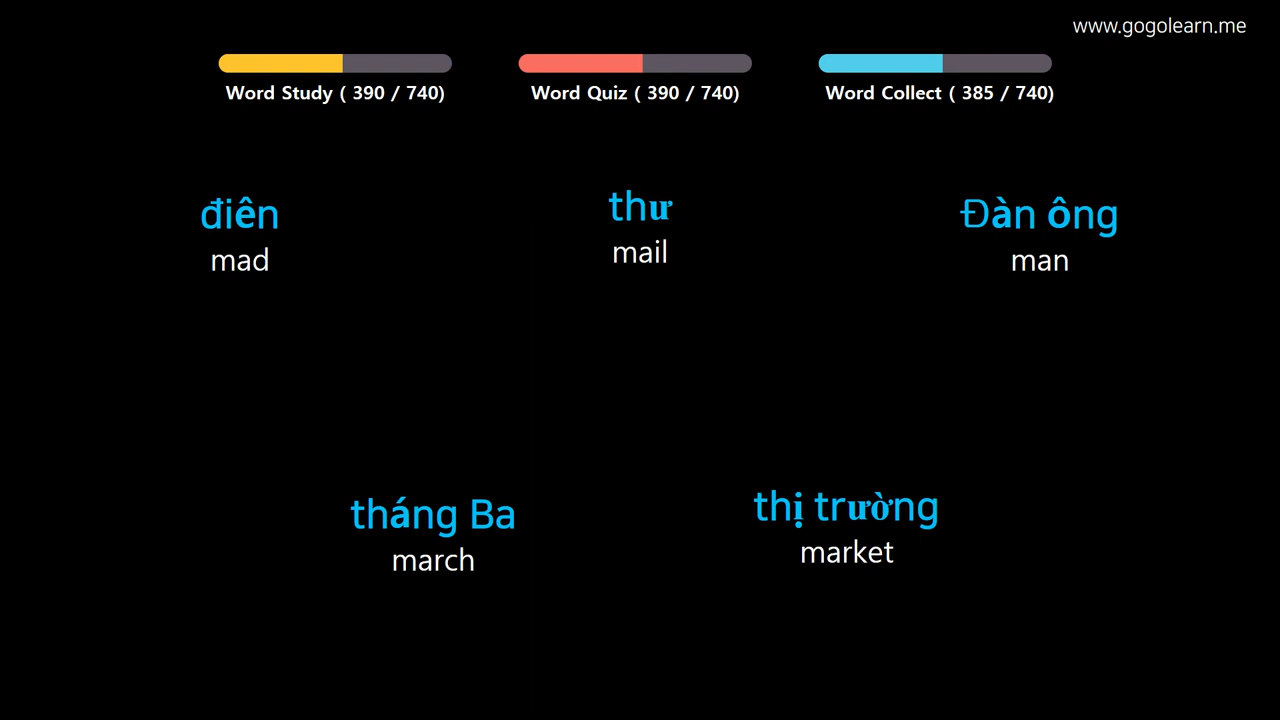 www.gogolearn.me
Word Study ( 390 / 740)
Word Quiz ( 390 / 740)
Word Collect ( 385 / 740)
điên
mad
thư
mail
Đàn ông
man
tháng Ba
march
thị trường
market